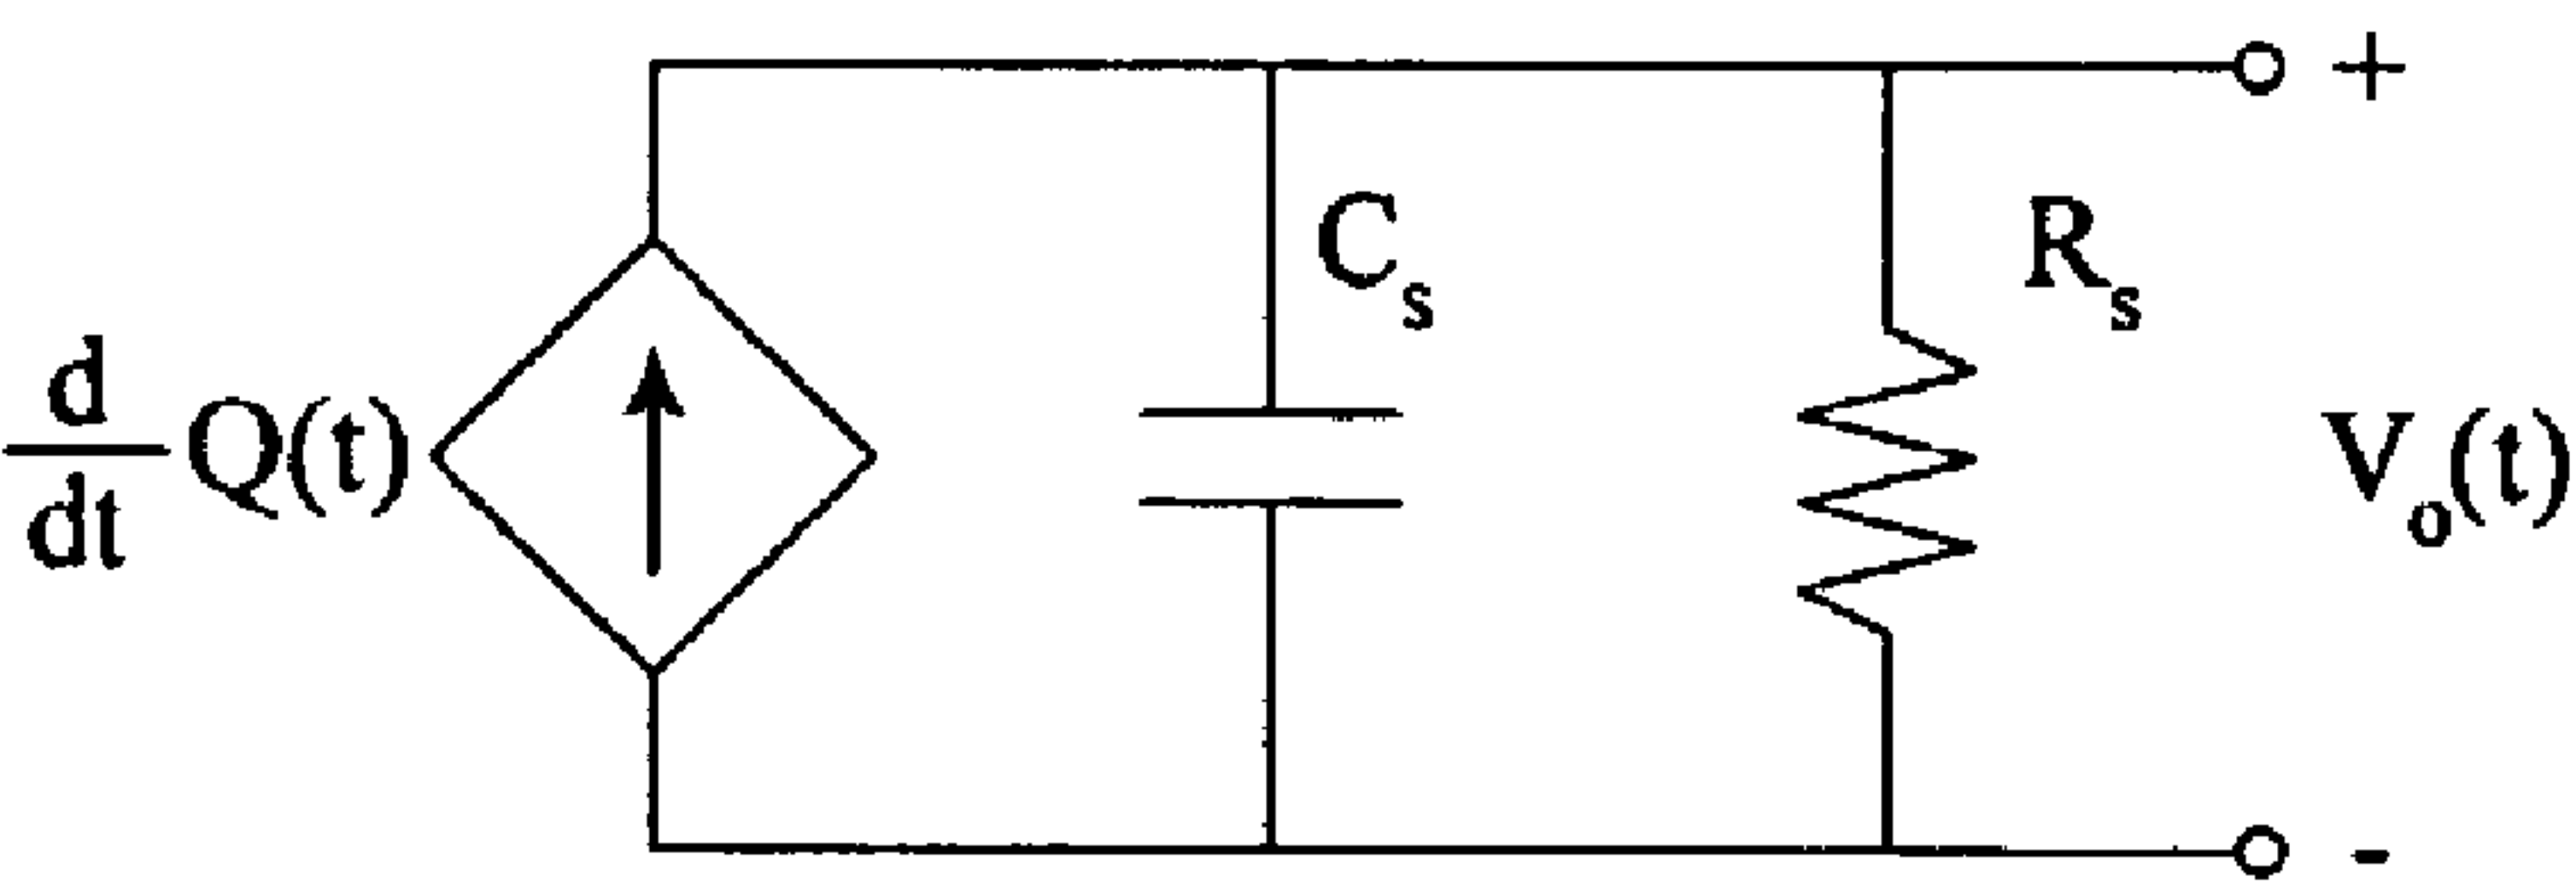 +
C_s
R_s
d/dt Q(t)
V_o(t)
-